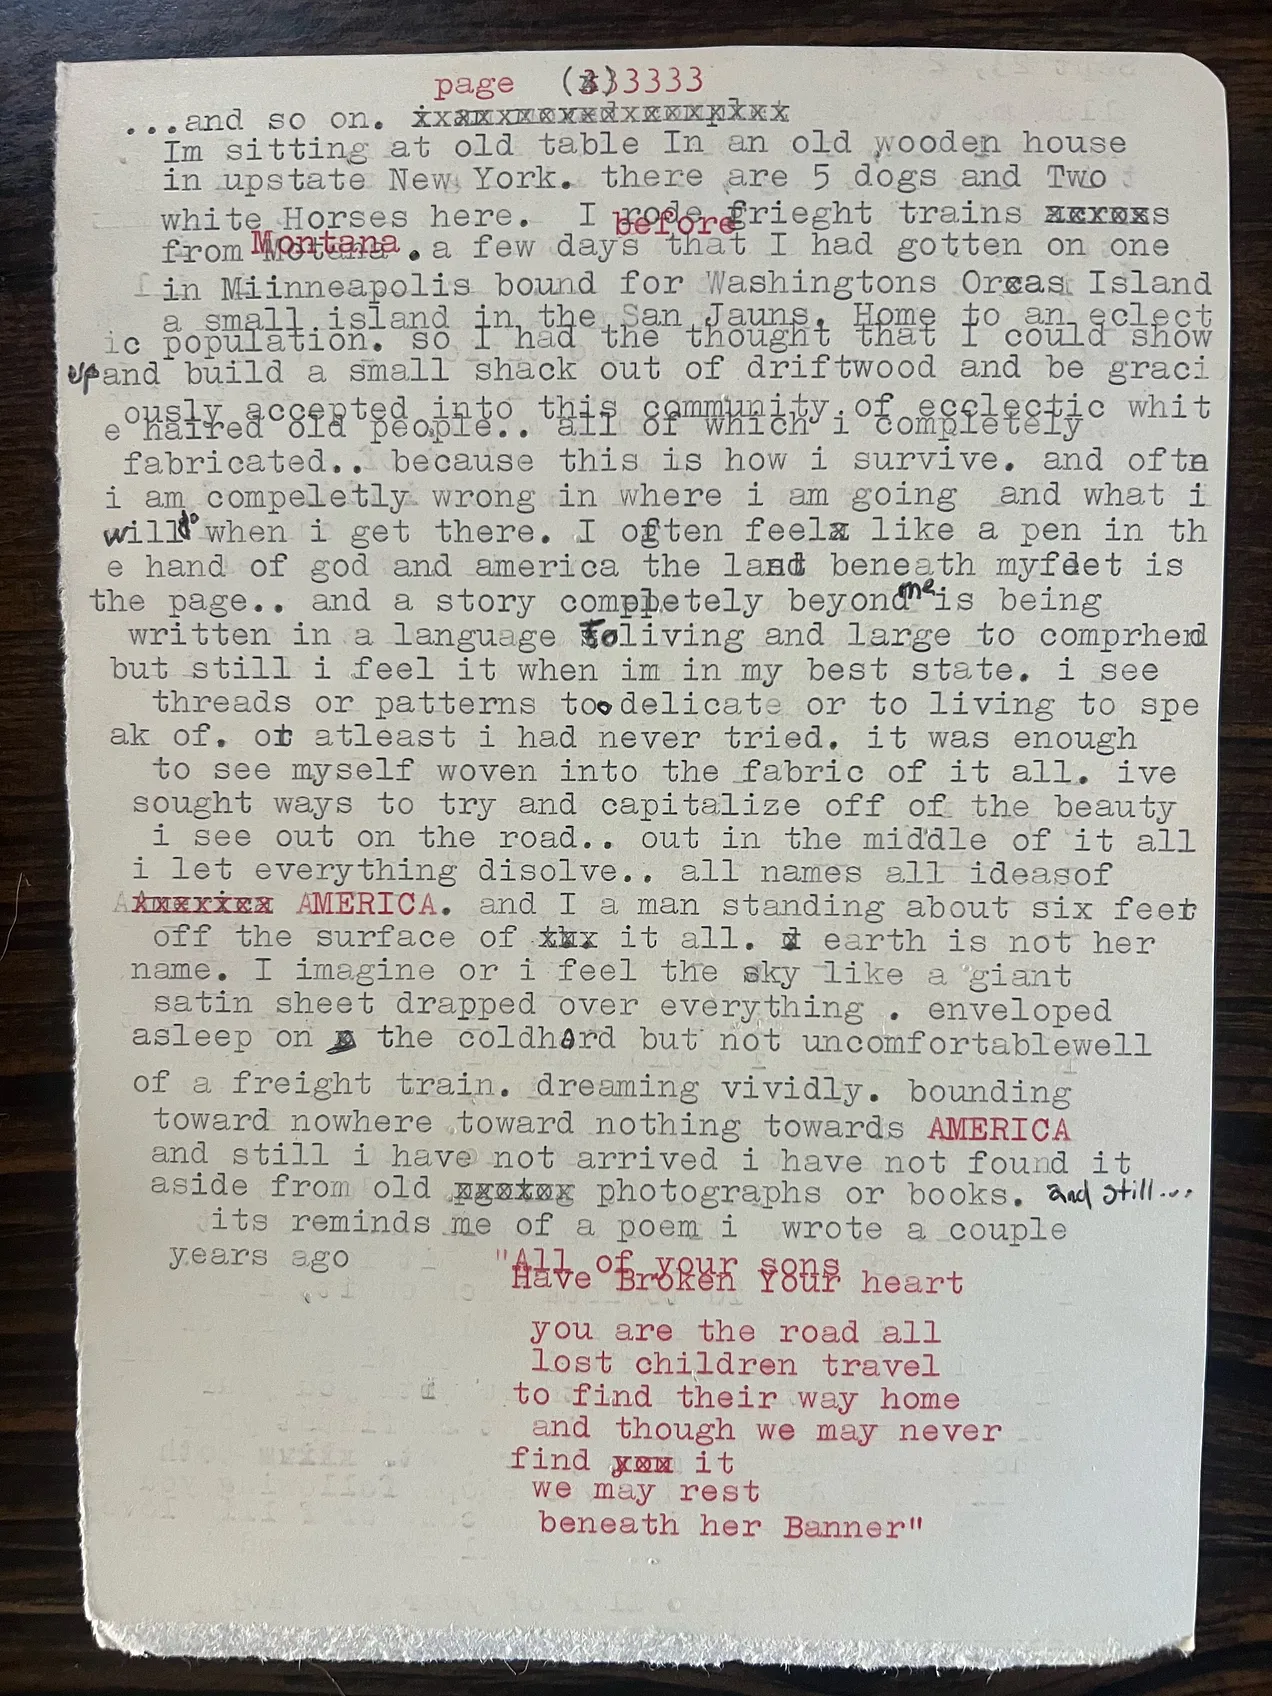 page (3)33333
...and so on.
Im sitting at old table In an old wooden house
in upstate New York. there are 5 dogs and Two
white Horses here. I rode frieght trains
before
from Montana . a few days that I had gotten on one
in Miinneapolis bound for Washingtons Orcas Island
a small island in the San Jauns. Home to an eclect
ic population. so I had the thought that I could show
up and build a small shack out of driftwood and be graci
ously accepted into this community of ecclectic whit
e haired old people.. all of which i completely
fabricated.. because this is how i survive. and oftn
i am compeletly wrong in where i am going and what i
will do when i get there. I often feel like a pen in th
e hand of god and america the land beneath myfeet is
the page.. and a story completely beyond me is being
written in a language To living and large to comprhend
but still i feel it when im in my best state. i see
threads or patterns too delicate or to living to spe
ak of. or atleast i had never tried. it was enough
to see myself woven into the fabric of it all. ive
sought ways to try and capitalize off of the beauty
i see out on the road.. out in the middle of it all
i let everything disolve.. all names all ideasof
AMERICA. and I a man standing about six feet
off the surface of it all. earth is not her
name. I imagine or i feel the sky like a giant
satin sheet drapped over everything . enveloped
asleep on the coldhard but not uncomfortablewell
of a freight train. dreaming vividly. bounding
toward nowhere toward nothing towards AMERICA
and still i have not arrived i have not found it
aside from old photographs or books. and still...
its reminds me of a poem i wrote a couple
years ago "All of your sons
Have Broken Your heart
you are the road all
lost children travel
to find their way home
and though we may never
find it
we may rest
beneath her Banner"